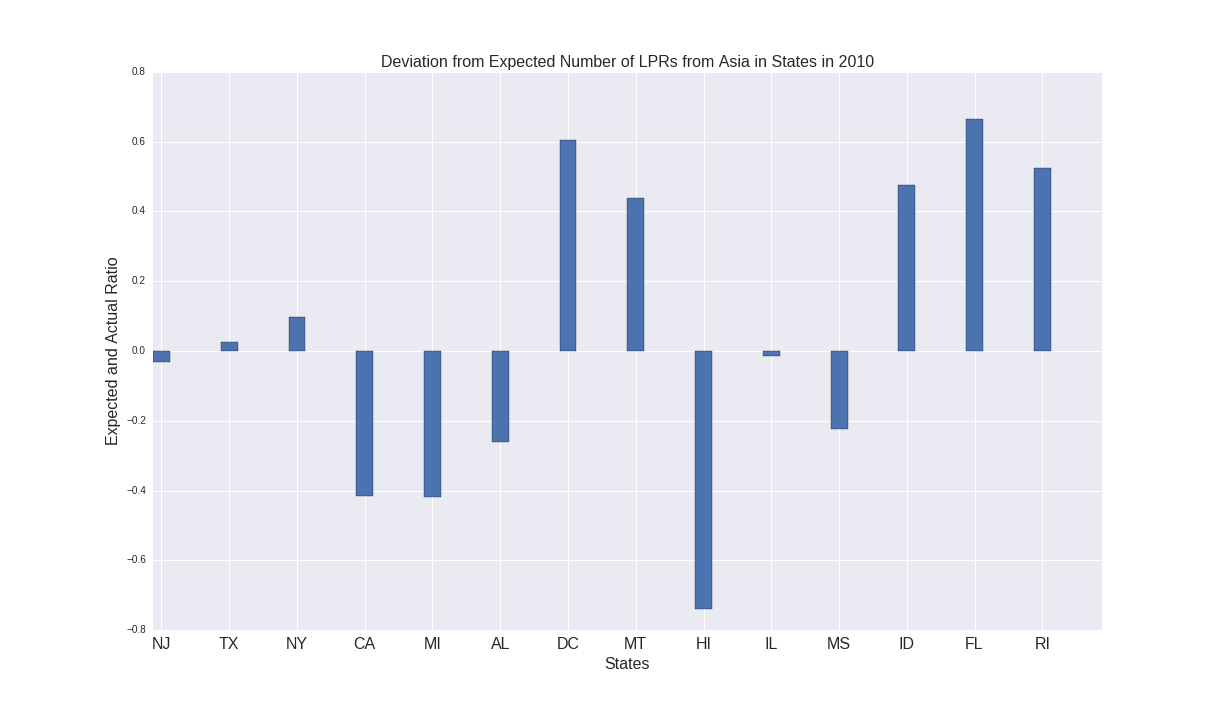 Deviation from Expected Number of LPRs from Asia in States in 2010
Expected and Actual Ratio
0.8
0.6
0.4
0.2
0.0
−0.2
−0.4
−0.6
−0.8
NJ TX NY CA MI AL DC MT HI IL MS ID FL RI
States